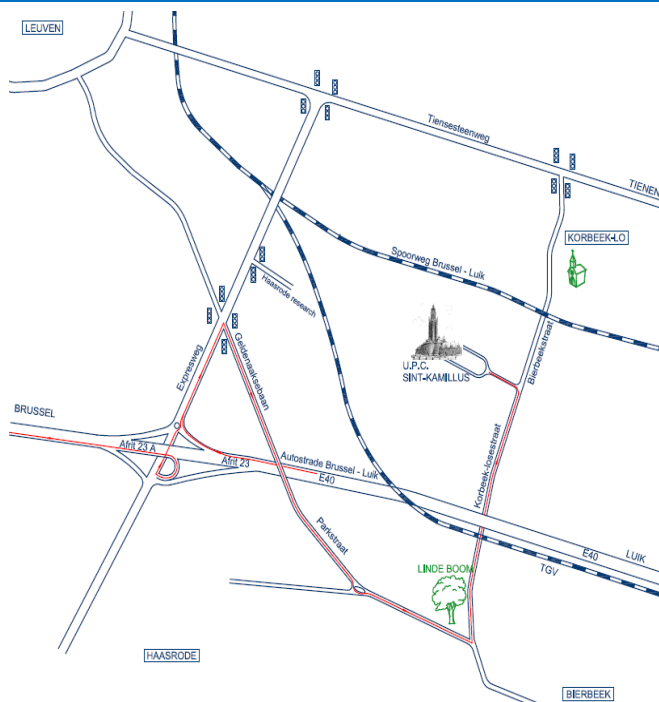 LEUVEN
Tiensesteenweg
TIENEN
KORBEEK-LO
Spoorweg Brussel - Luik
Haasrode research
Bierbeekstraat
U.P.C.
SINT-KAMILLUS
Expresweg
Geldenaaksebaan
BRUSSEL
Afrit 23 A
Afrit 23
Autostrade Brussel - Luik
E40
Korbeek-losestraat
Parkstraat
E40
LUIK
TGV
LINDE BOOM
HAASRODE
BIERBEEK